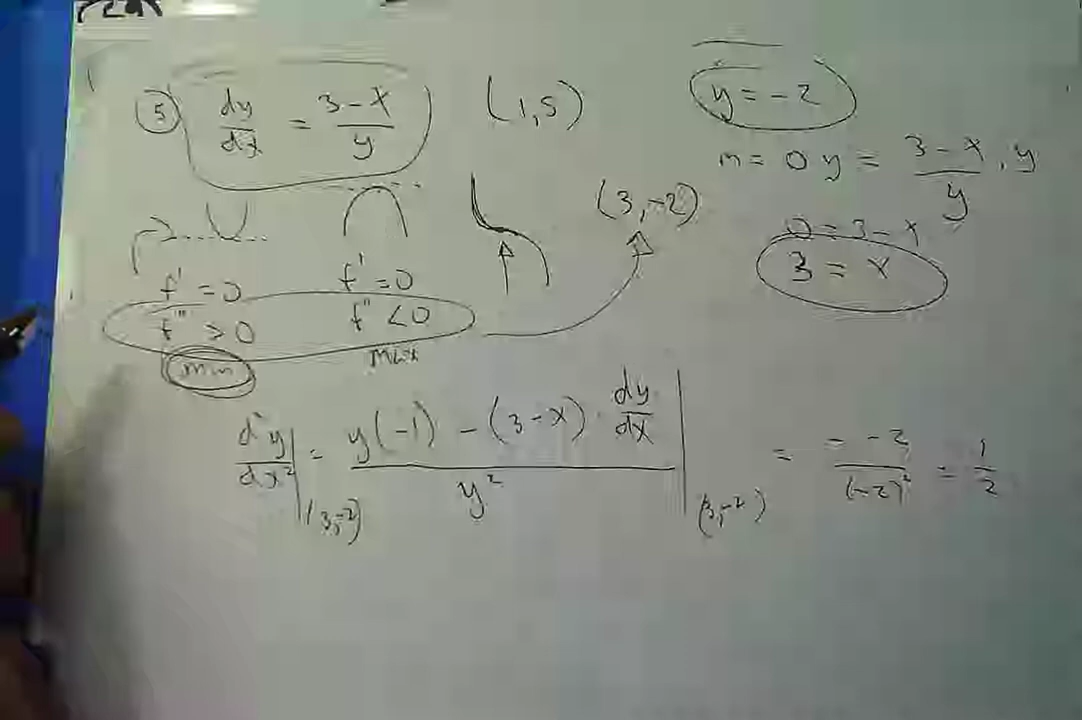 ⑤ dy/dx = (3-x)/y (1,5)
y = -2
m = 0 y = (3-x)/y · y
(3,-2)
0 = 3-x
3 = x
f' = 0 f' = 0
f'' > 0 f'' < 0
min max
d²y/dx² |(3,-2) = (y(-1) - (3-x) · dy/dx)/y² |(3,-2) = (- -2)/(-2)² = 1/2